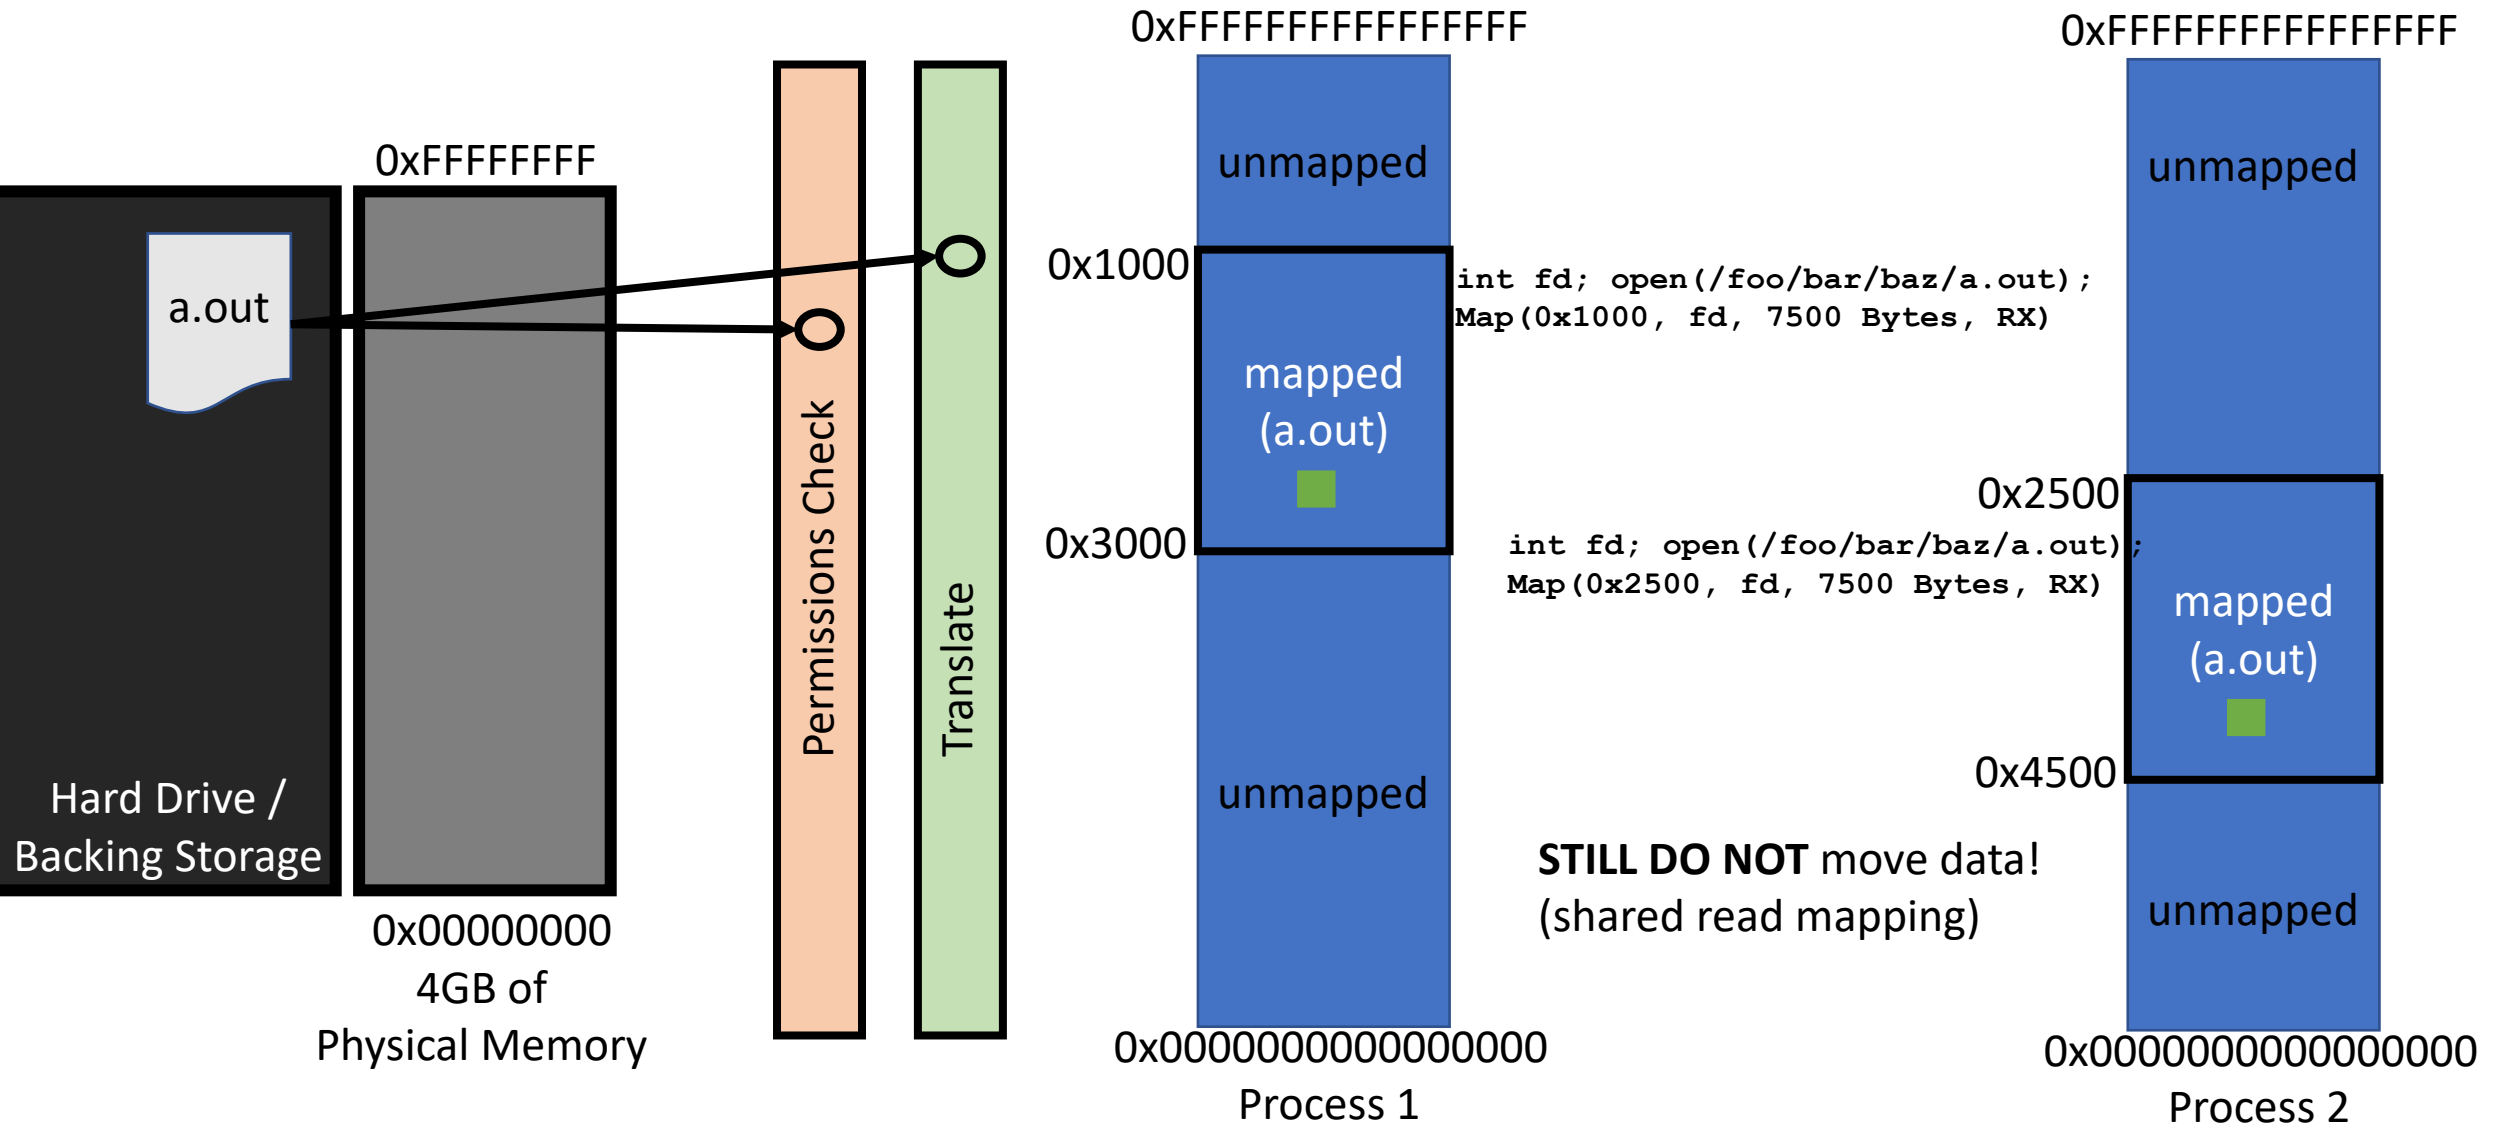 0xFFFFFFFF
a.out
Hard Drive /
Backing Storage
0x00000000
4GB of
Physical Memory
Permissions Check
Translate
0xFFFFFFFFFFFFFFFF
unmapped
0x1000
int fd; open(/foo/bar/baz/a.out);
Map(0x1000, fd, 7500 Bytes, RX)
mapped
(a.out)
0x3000
unmapped
0x0000000000000000
Process 1
0xFFFFFFFFFFFFFFFF
unmapped
0x2500
int fd; open(/foo/bar/baz/a.out);
Map(0x2500, fd, 7500 Bytes, RX)
mapped
(a.out)
0x4500
STILL DO NOT move data!
(shared read mapping)
unmapped
0x0000000000000000
Process 2